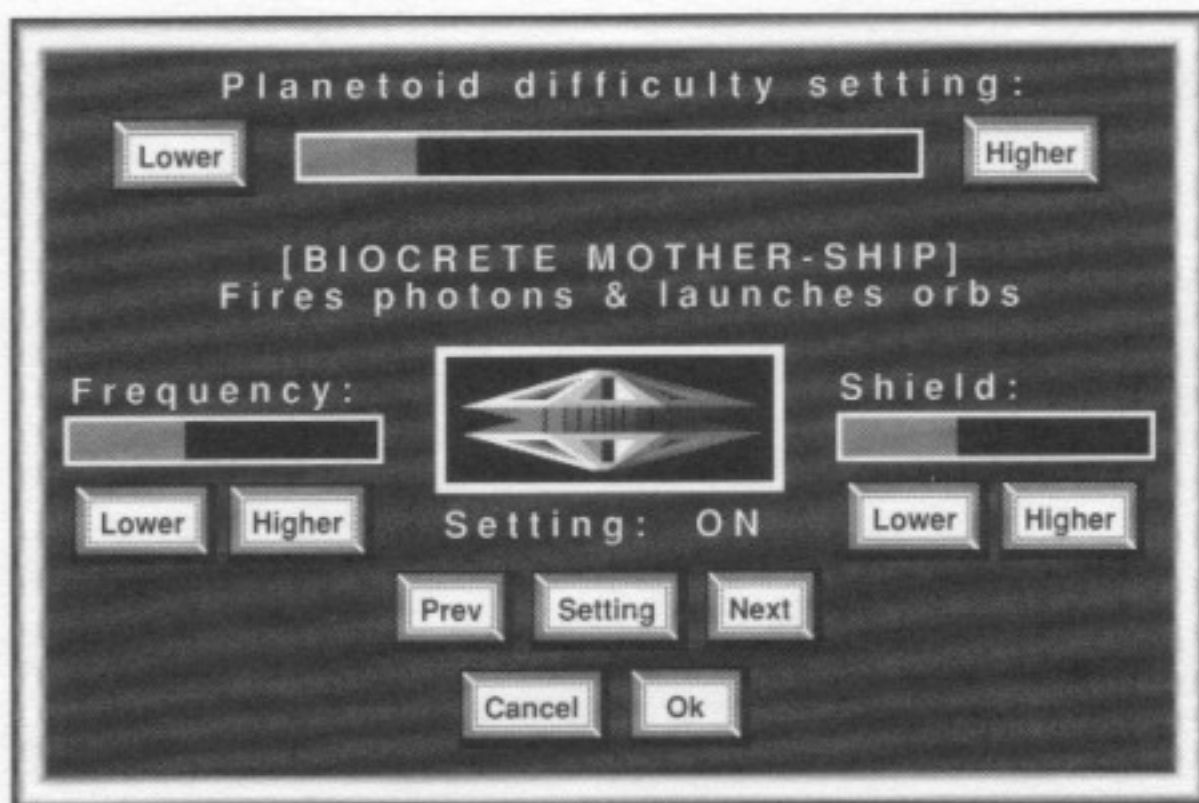 Planetoid difficulty setting:
Lower Higher
[BIOCRETE MOTHER-SHIP]
Fires photons & launches orbs
Frequency: Shield:
Lower Higher Setting: ON Lower Higher
Prev Setting Next
Cancel Ok